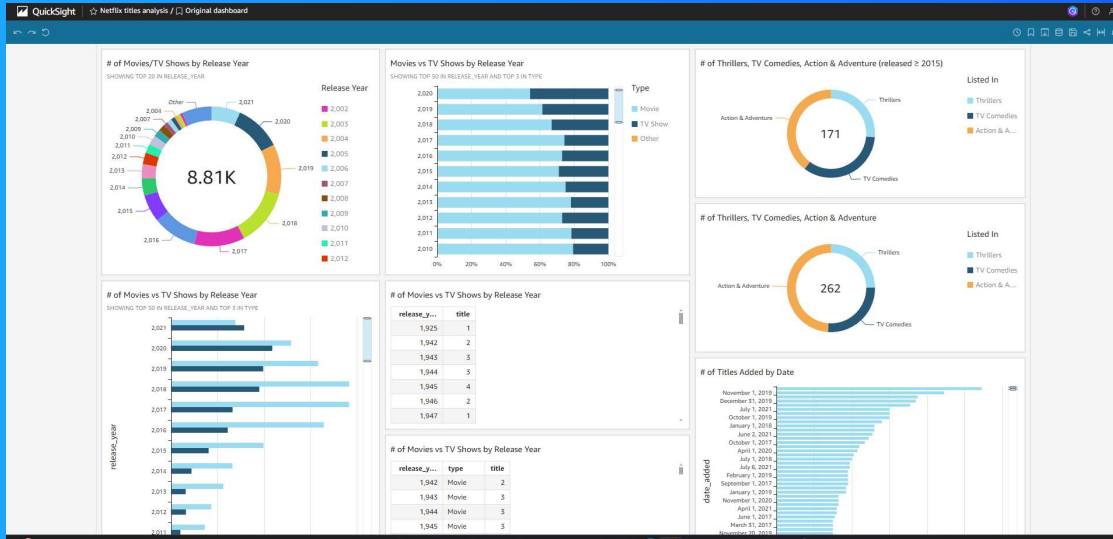 QuickSight
Netflix titles analysis / Original dashboard
# of Movies/TV Shows by Release Year
SHOWING TOP 20 IN RELEASE_YEAR
Other
2,004
2,007
2,009
2,010
2,011
2,012
2,013
2,014
2,015
2,016
2,017
2,018
2,019
2,020
2,021
8.81K
Release Year
2,002
2,003
2,004
2,005
2,006
2,007
2,008
2,009
2,010
2,011
2,012
Movies vs TV Shows by Release Year
SHOWING TOP 50 IN RELEASE_YEAR AND TOP 3 IN TYPE
2,020
2,019
2,018
2,017
2,016
2,015
2,014
2,013
2,012
2,011
2,010
0% 20% 40% 60% 80% 100%
Type
Movie
TV Show
Other
# of Thrillers, TV Comedies, Action & Adventure (released ≥ 2015)
Listed In
Thrillers
TV Comedies
Action & A...
Thrillers
Action & Adventure
171
TV Comedies
# of Thrillers, TV Comedies, Action & Adventure
Listed In
Thrillers
TV Comedies
Action & A...
Thrillers
Action & Adventure
262
TV Comedies
# of Movies vs TV Shows by Release Year
SHOWING TOP 50 IN RELEASE_YEAR AND TOP 3 IN TYPE
release_year
2,021
2,020
2,019
2,018
2,017
2,016
2,015
2,014
2,013
2,012
2,011
# of Movies vs TV Shows by Release Year
release_y... title
1,925 1
1,942 2
1,943 3
1,944 3
1,945 4
1,946 2
1,947 1
# of Movies vs TV Shows by Release Year
release_y... type title
1,942 Movie 2
1,943 Movie 3
1,944 Movie 3
1,945 Movie 3
# of Titles Added by Date
date_added
November 1, 2019
December 31, 2019
July 1, 2021
October 1, 2019
January 1, 2018
June 2, 2021
October 1, 2017
April 1, 2020
July 1, 2018
July 6, 2021
February 1, 2019
September 1, 2017
January 1, 2019
November 1, 2020
April 1, 2021
June 1, 2017
March 31, 2017
November 20, 2019